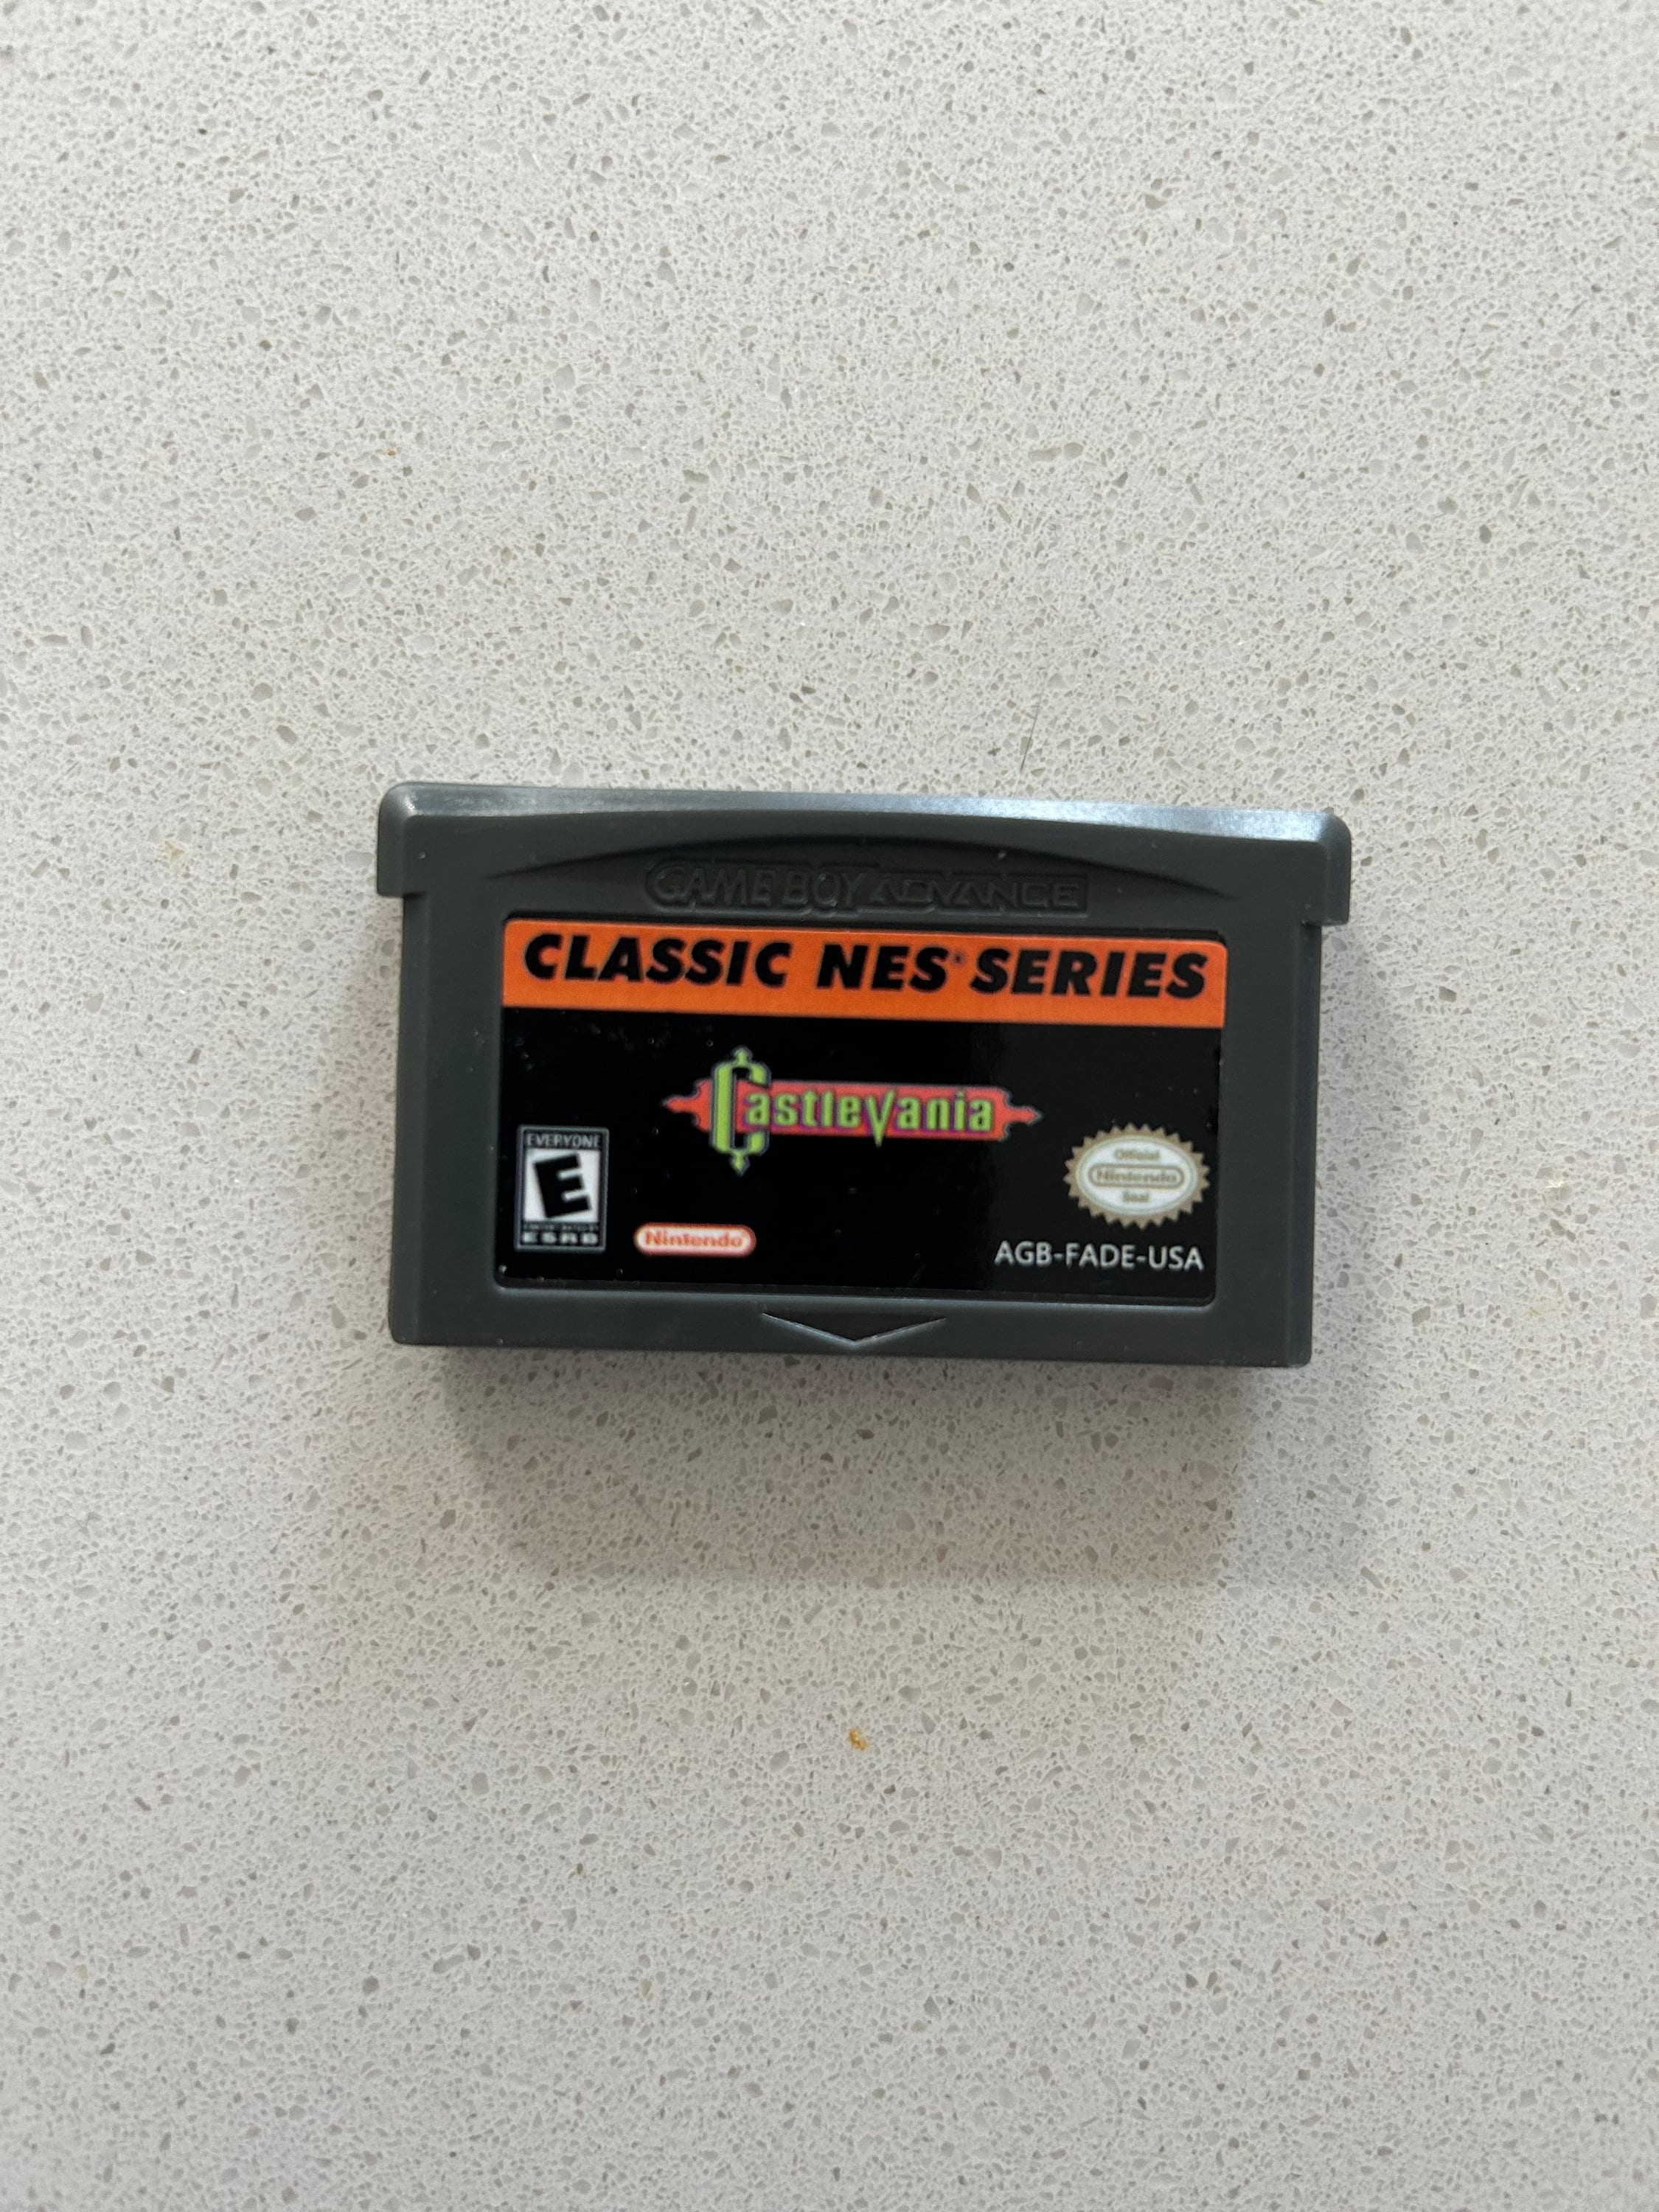 GAME BOY ADVANCE
CLASSIC NES® SERIES
Castlevania
EVERYONE
E
ESRB
Nintendo®
Official
Nintendo
Seal
AGB-FADE-USA